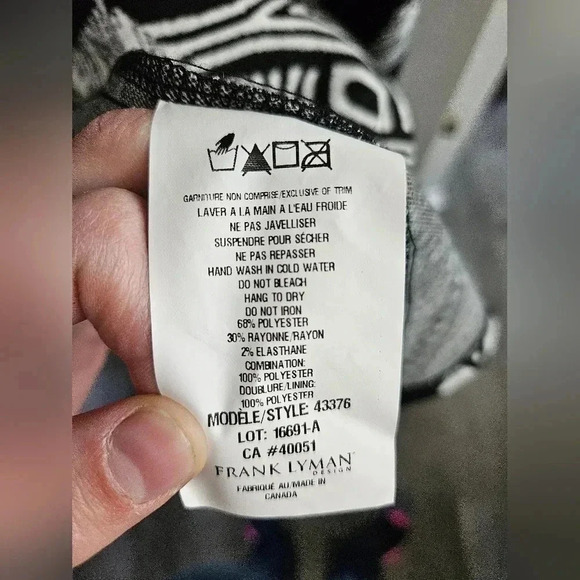 GARNITURE NON COMPRISE/EXCLUSIVE OF TRIM
LAVER A LA MAIN A L'EAU FROIDE
NE PAS JAVELLISER
SUSPENDRE POUR SÉCHER
NE PAS REPASSER
HAND WASH IN COLD WATER
DO NOT BLEACH
HANG TO DRY
DO NOT IRON
68% POLYESTER
30% RAYONNE/RAYON
2% ELASTHANE
COMBINATION:
100% POLYESTER
DOUBLURE/LINING:
100% POLYESTER
MODÈLE/STYLE: 43376
LOT: 16691-A
CA #40051
FRANK LYMAN
DESIGN
FABRIQUÉ AU/MADE IN
CANADA